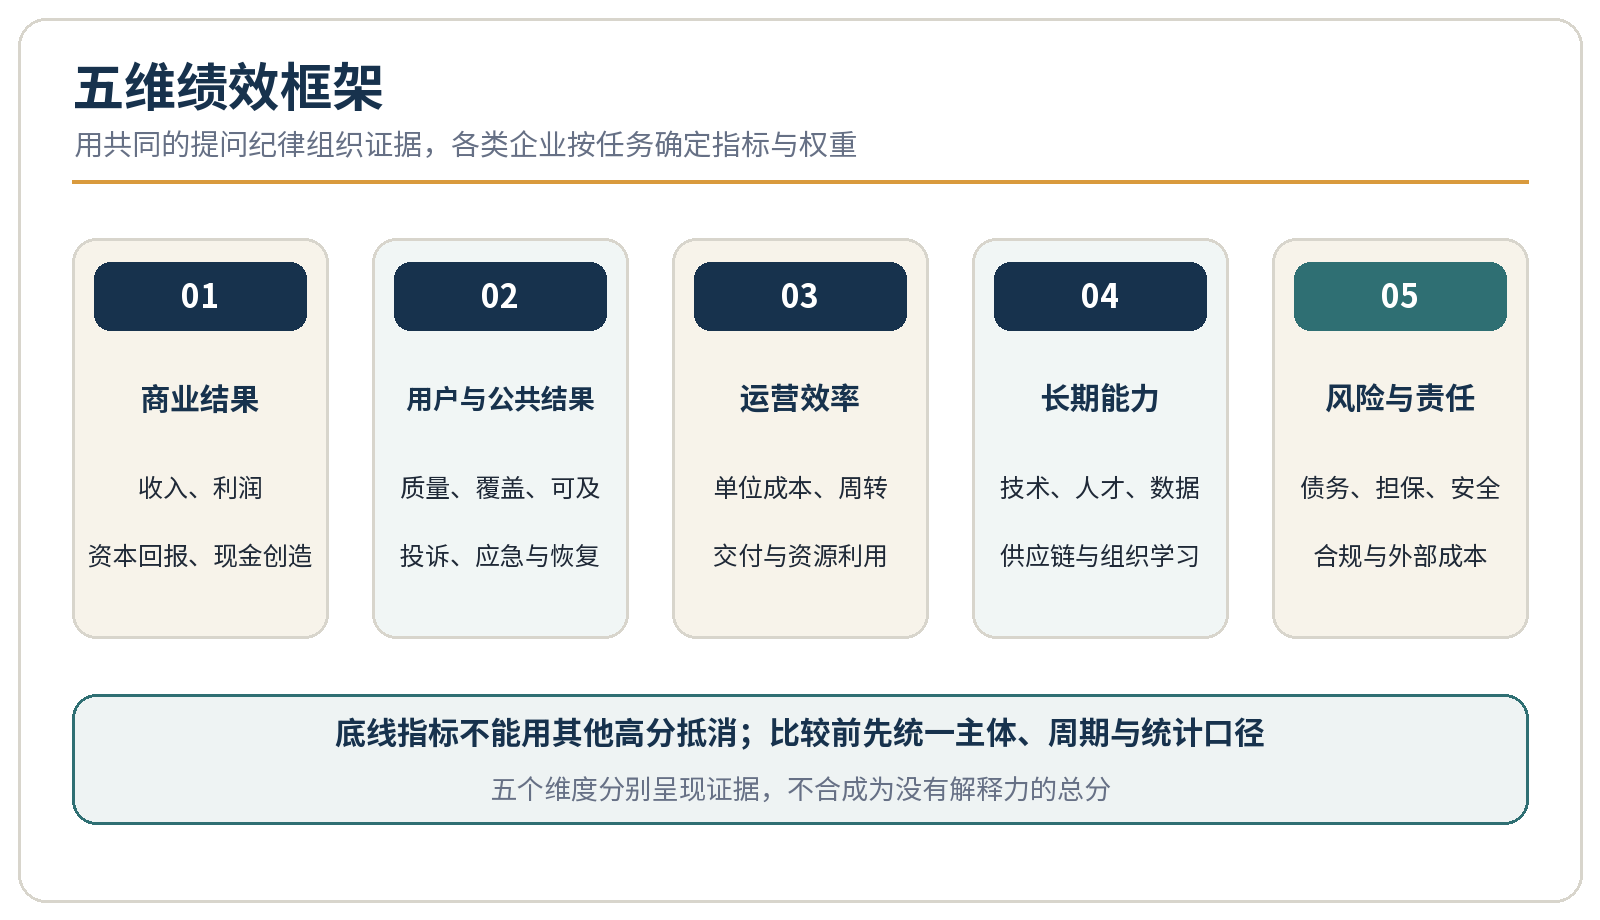 五维绩效框架
用共同的提问纪律组织证据，各类企业按任务确定指标与权重
01
商业结果
收入、利润
资本回报、现金创造
02
用户与公共结果
质量、覆盖、可及
投诉、应急与恢复
03
运营效率
单位成本、周转
交付与资源利用
04
长期能力
技术、人才、数据
供应链与组织学习
05
风险与责任
债务、担保、安全
合规与外部成本
底线指标不能用其他高分抵消；比较前先统一主体、周期与统计口径
五个维度分别呈现证据，不合成为没有解释力的总分